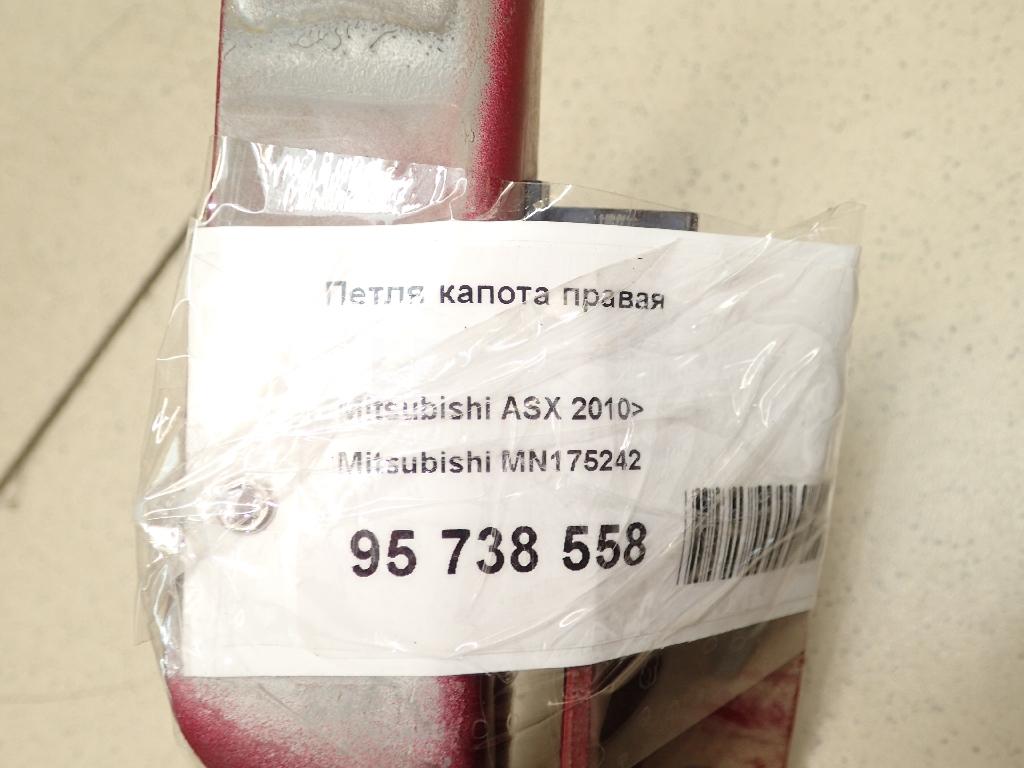 Петля капота правая
Mitsubishi ASX 2010>
Mitsubishi MN175242
95 738 558